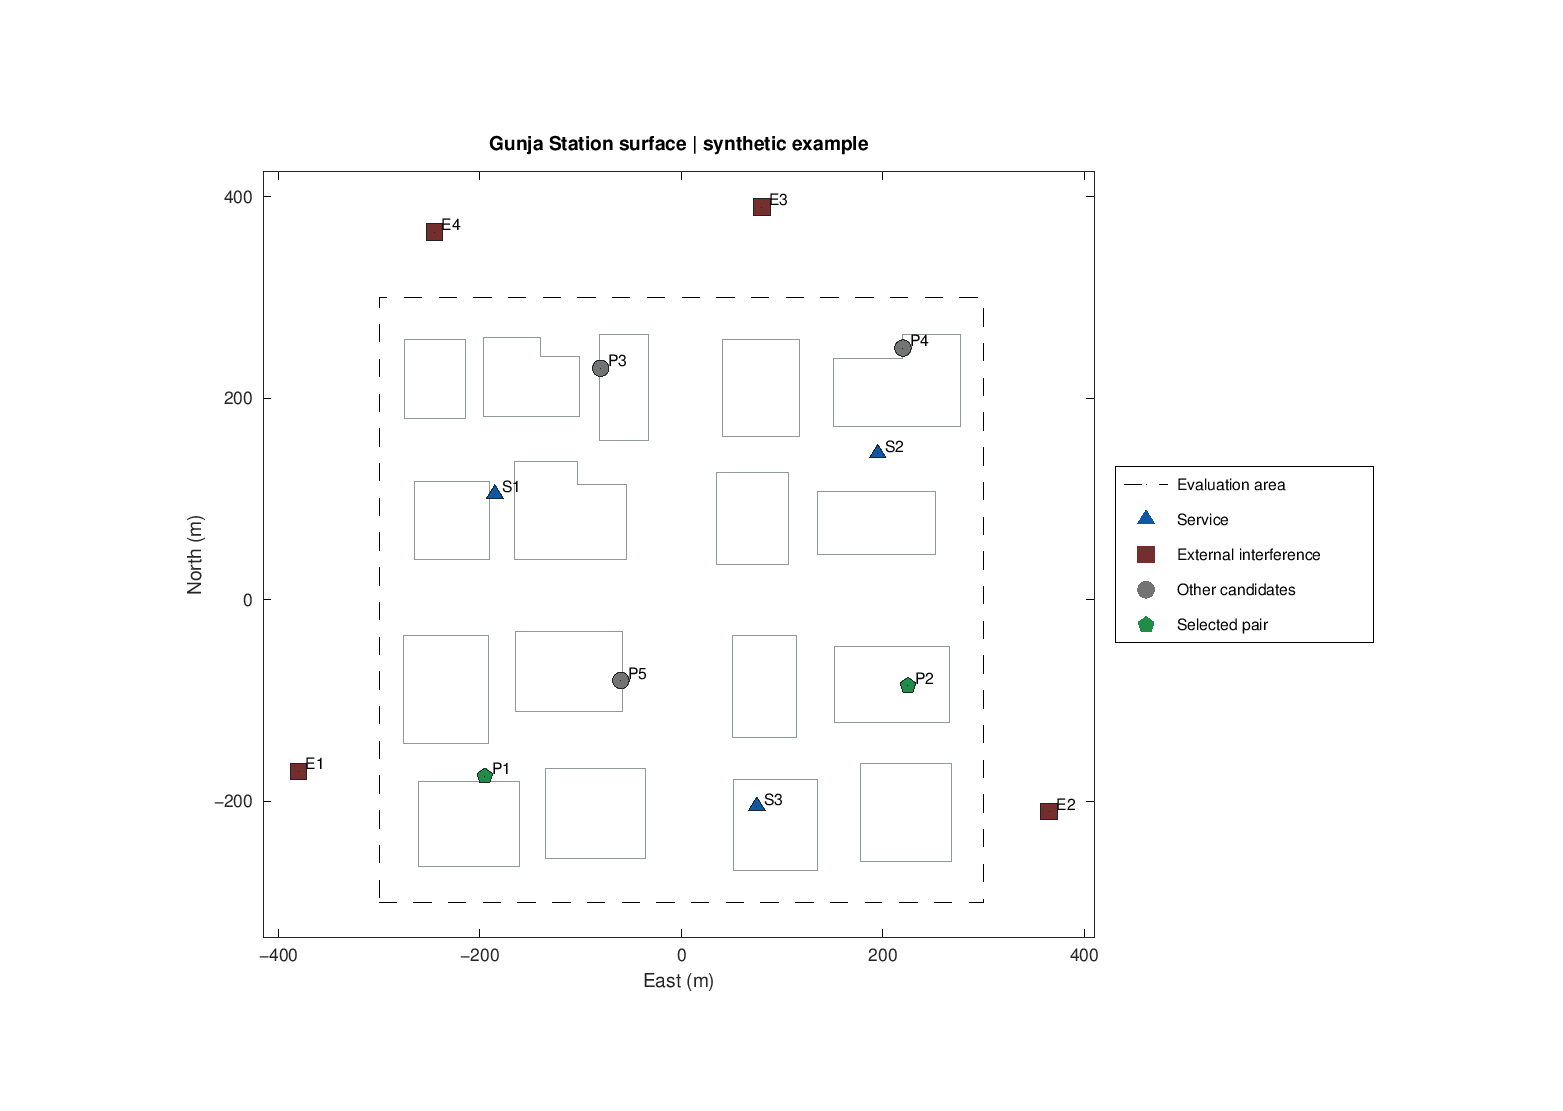 Gunja Station surface | synthetic example
E3
E4
400
P4
P3
200
S2
S1
Evaluation area
Service
External interference
Other candidates
Selected pair
North (m)
0
P5
P2
E1
P1
−200
S3
E2
−400
−200
0
200
400
East (m)